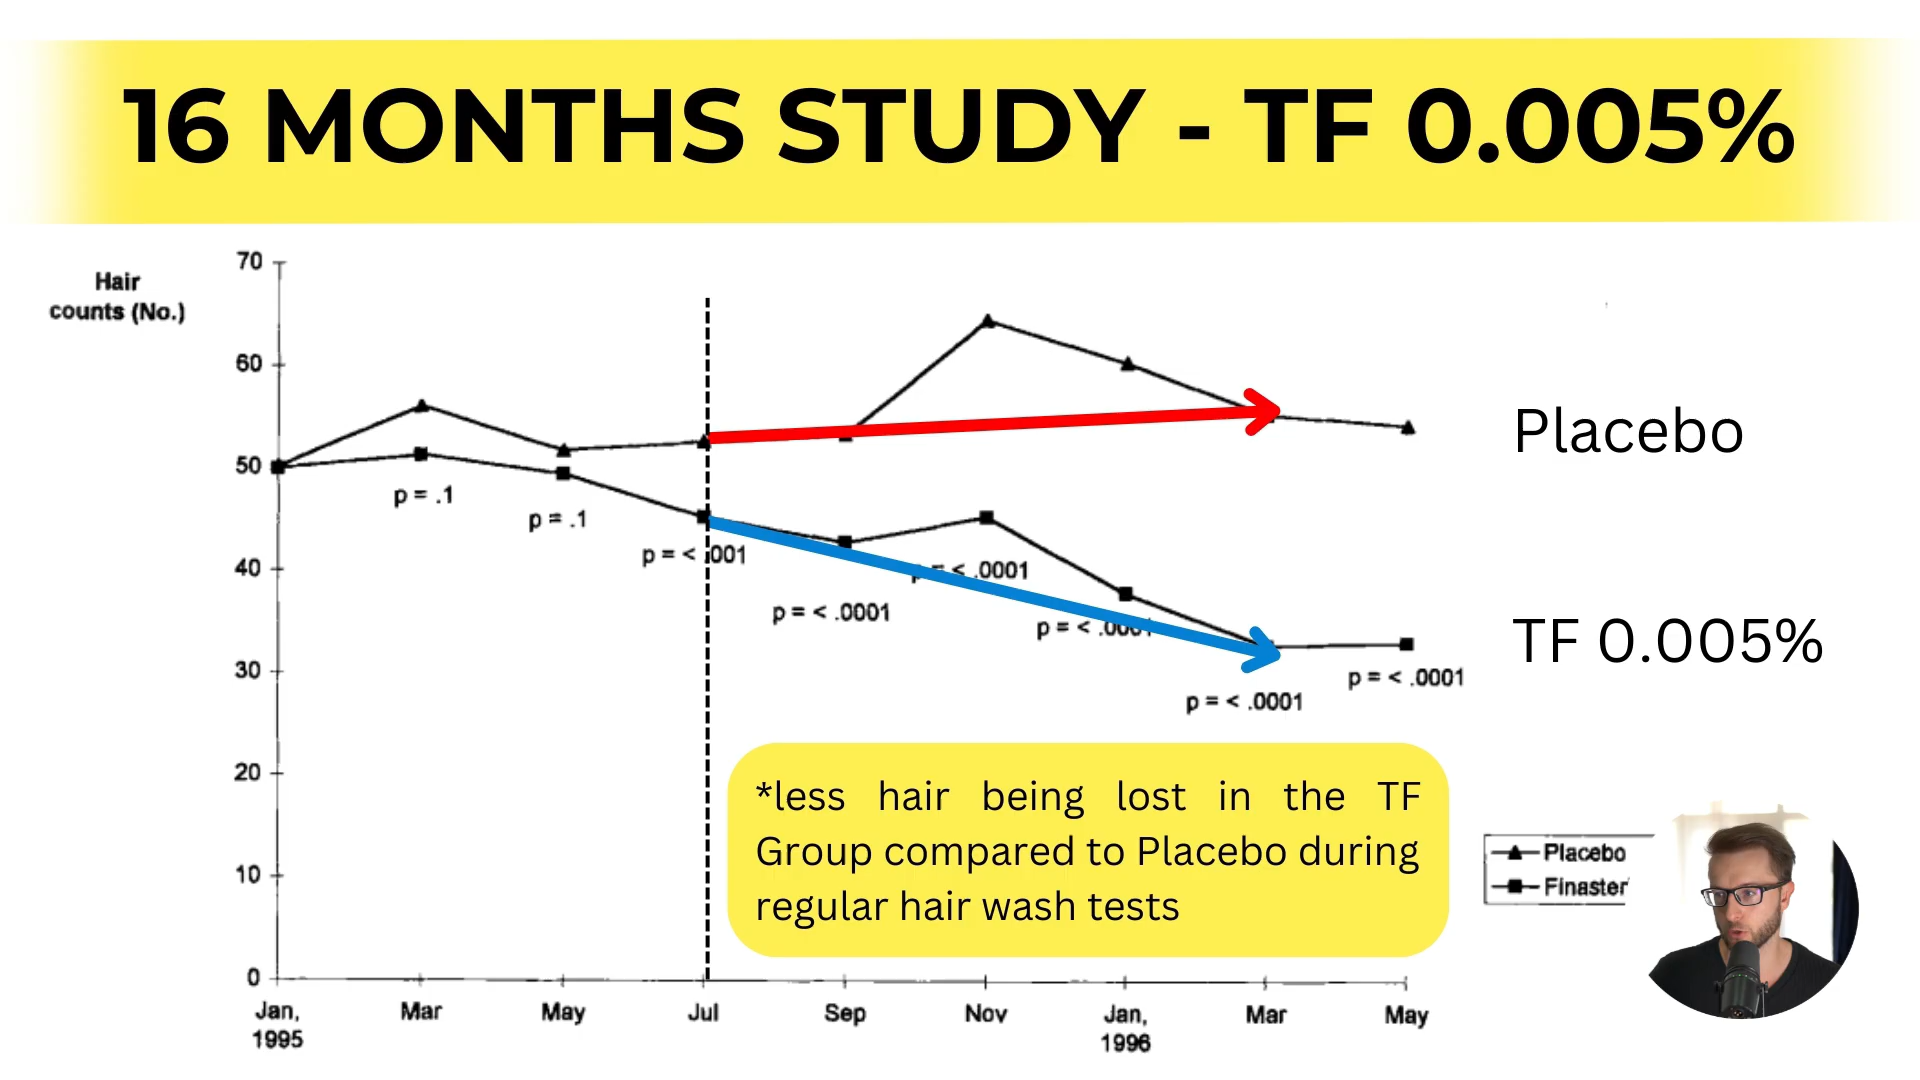 16 MONTHS STUDY - TF 0.005%
Hair
counts (No.)
70
60
50
40
30
20
10
0
p = .1
p = .1
p = < .001
p = < .0001
p = < .0001
p = < .0001
p = < .0001
p = < .0001
Placebo
TF 0.005%
*less hair being lost in the TF
Group compared to Placebo during
regular hair wash tests
Placebo
Finaster
Jan,
1995
Mar
May
Jul
Sep
Nov
Jan,
1996
Mar
May